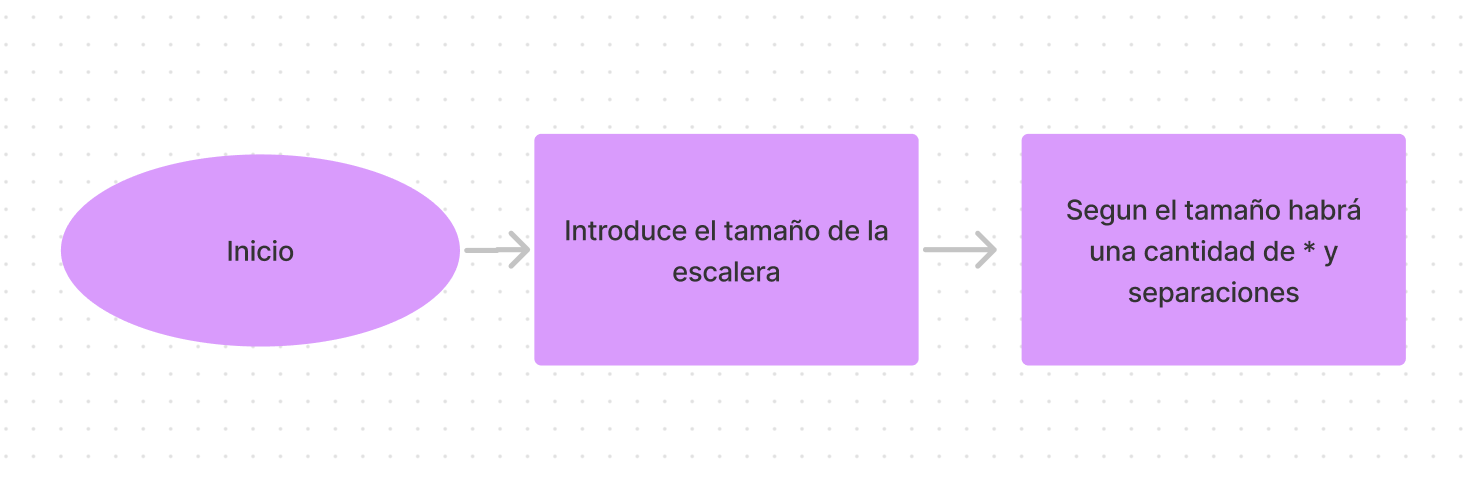 Inicio
Introduce el tamaño de la
escalera
Segun el tamaño habrá
una cantidad de * y
separaciones